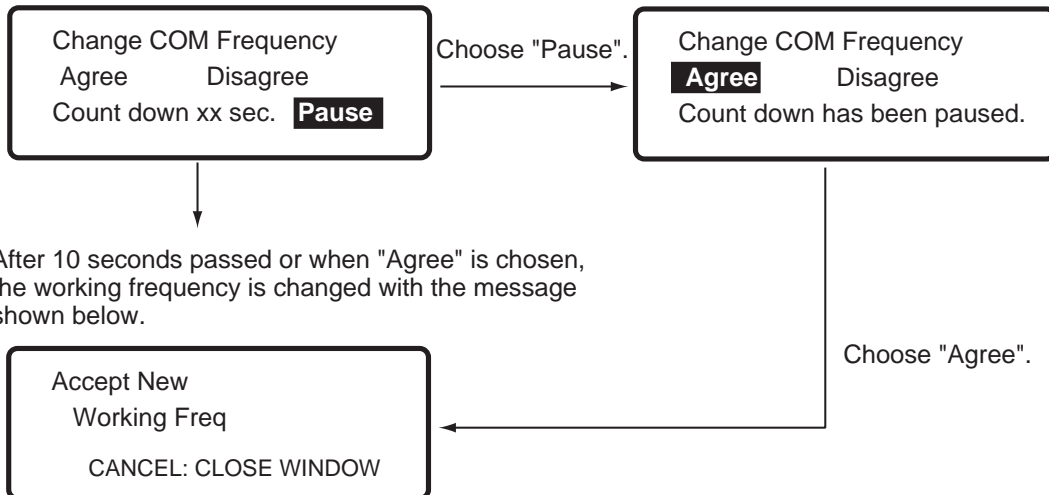 Change COM Frequency
Agree Disagree
Count down xx sec. Pause
Choose "Pause".
Change COM Frequency
Agree Disagree
Count down has been paused.
After 10 seconds passed or when "Agree" is chosen,
the working frequency is changed with the message
shown below.
Choose "Agree".
Accept New
Working Freq
CANCEL: CLOSE WINDOW